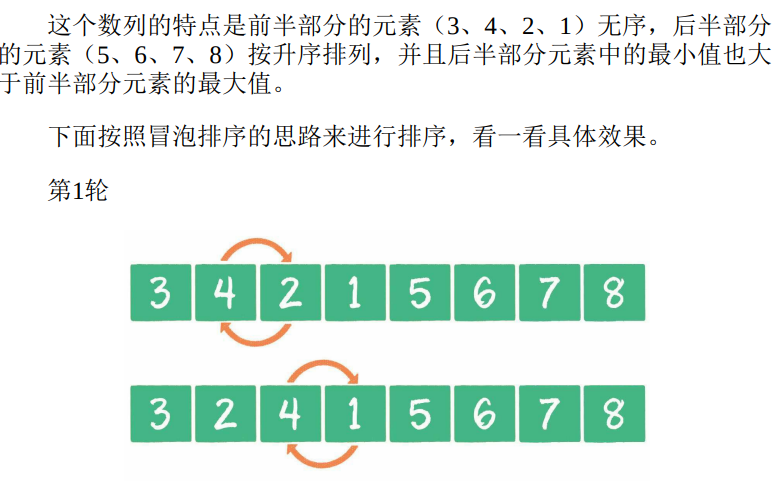 这个数列的特点是前半部分的元素（3、4、2、1）无序，后半部分
的元素（5、6、7、8）按升序排列，并且后半部分元素中的最小值也大
于前半部分元素的最大值。
下面按照冒泡排序的思路来进行排序，看一看具体效果。
第1轮
3 4 2 1 5 6 7 8
3 2 4 1 5 6 7 8